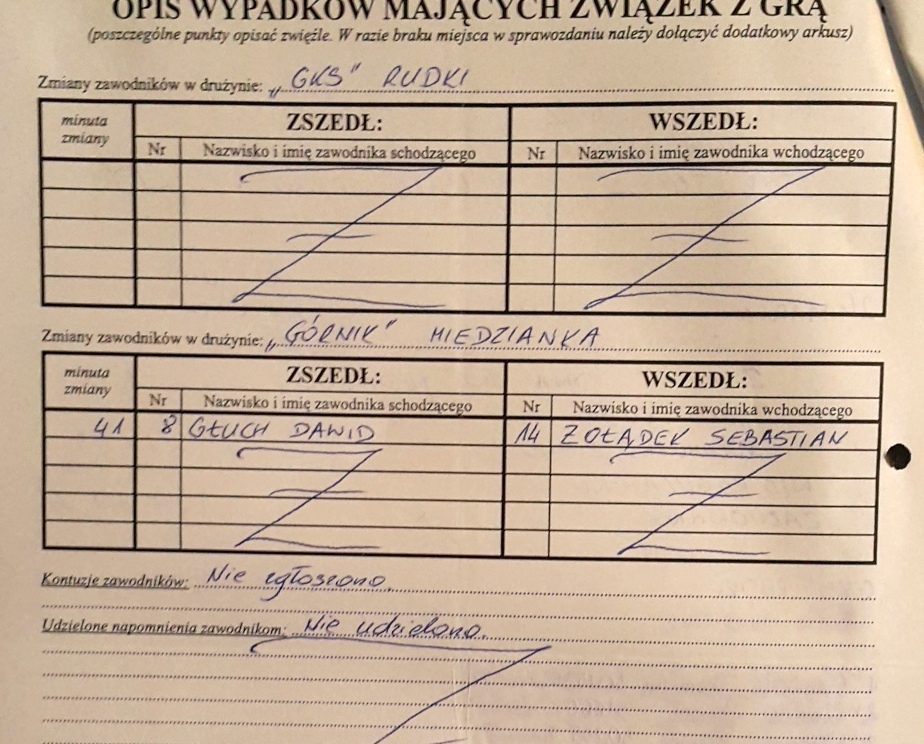 OPIS WYPADKÓW MAJĄCYCH ZWIĄZEK Z GRĄ
(poszczególne punkty opisać zwięźle. W razie braku miejsca w sprawozdaniu należy dołączyć dodatkowy arkusz)
Zmiany zawodników w drużynie: „GKS" RUDKI
minuta zmiany ZSZEDŁ: WSZEDŁ:
Nr Nazwisko i imię zawodnika schodzącego Nr Nazwisko i imię zawodnika wchodzącego
Zmiany zawodników w drużynie: „GÓRNIK" MIEDZIANKA
minuta zmiany ZSZEDŁ: WSZEDŁ:
Nr Nazwisko i imię zawodnika schodzącego Nr Nazwisko i imię zawodnika wchodzącego
41 8 GŁUCH DAWID 14 ŻOŁĄDEK SEBASTIAN
Kontuzje zawodników: Nie zgłoszono.
Udzielone napomnienia zawodnikom: Nie udzielono.